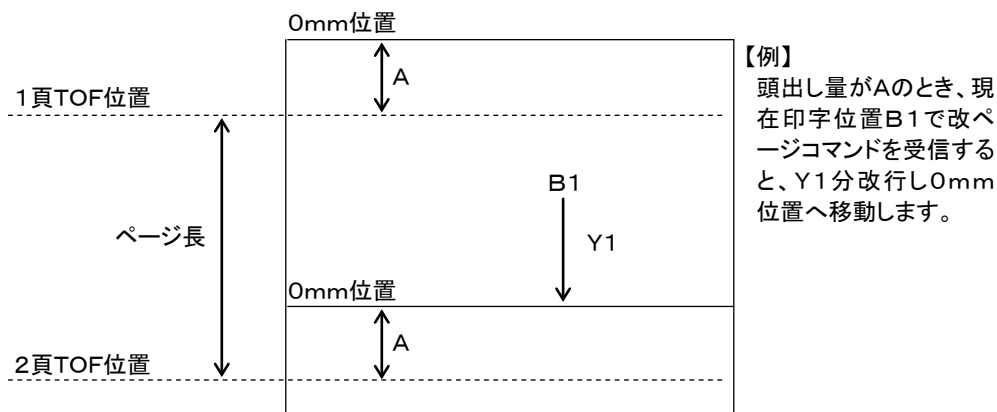 0mm位置
A
1頁TOF位置
【例】
頭出し量がAのとき、現
在印字位置B1で改ペ
ージコマンドを受信する
と、Y1分改行し0mm
位置へ移動します。
B1
Y1
ページ長
0mm位置
A
2頁TOF位置